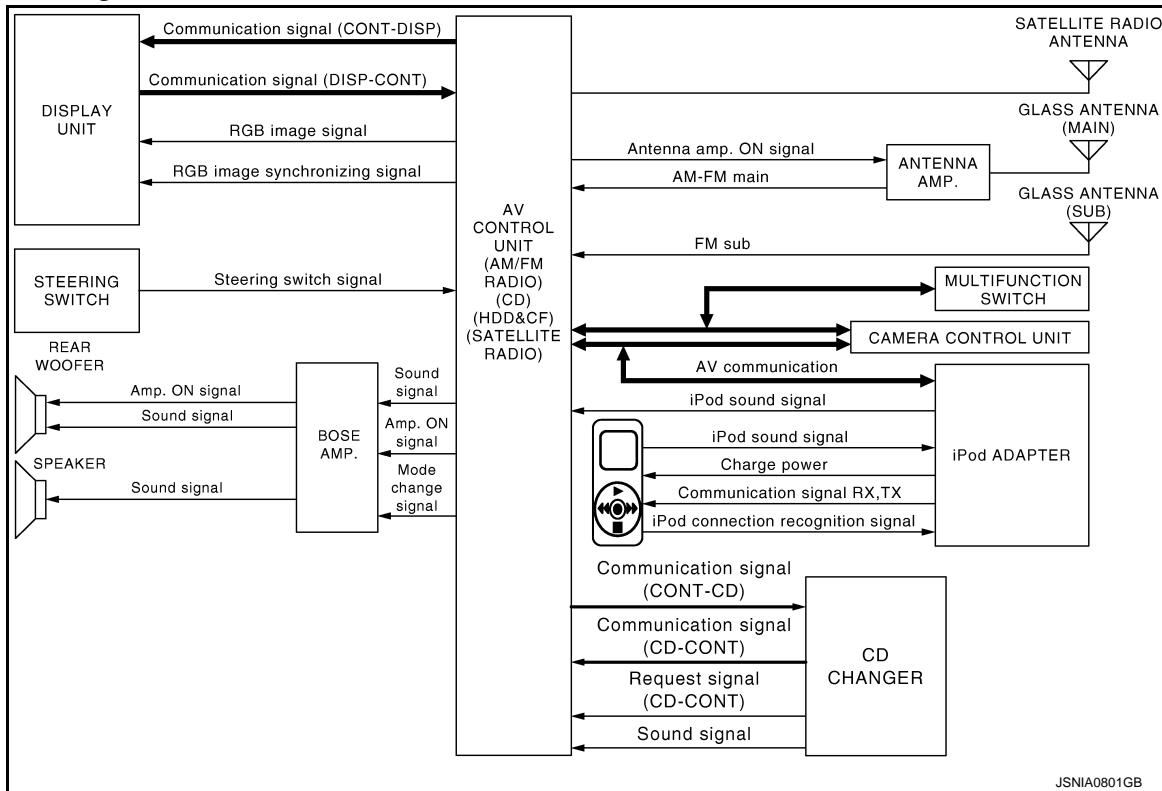 Communication signal (CONT-DISP)
Communication signal (DISP-CONT)
DISPLAY
UNIT
RGB image signal
RGB image synchronizing signal
STEERING
SWITCH
Steering switch signal
REAR
WOOFER
Amp. ON signal
Sound signal
SPEAKER
Sound signal
BOSE
AMP.
Sound
signal
Amp. ON
signal
Mode
change
signal
AV
CONTROL
UNIT
(AM/FM
RADIO)
(CD)
(HDD&CF)
(SATELLITE
RADIO)
SATELLITE RADIO
ANTENNA
GLASS ANTENNA
(MAIN)
Antenna amp. ON signal
AM-FM main
ANTENNA
AMP.
GLASS ANTENNA
(SUB)
FM sub
MULTIFUNCTION
SWITCH
CAMERA CONTROL UNIT
AV communication
iPod sound signal
iPod sound signal
Charge power
Communication signal RX,TX
iPod connection recognition signal
iPod ADAPTER
Communication signal
(CONT-CD)
Communication signal
(CD-CONT)
Request signal
(CD-CONT)
Sound signal
CD
CHANGER
JSNIA0801GB